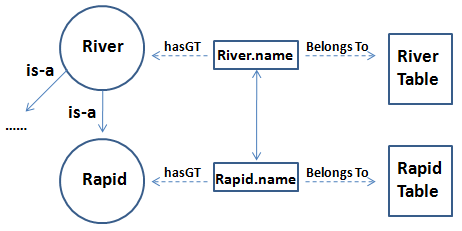 River
hasGT
River.name
Belongs To
River
Table
is-a
is-a
......
Rapid
hasGT
Rapid.name
Belongs To
Rapid
Table